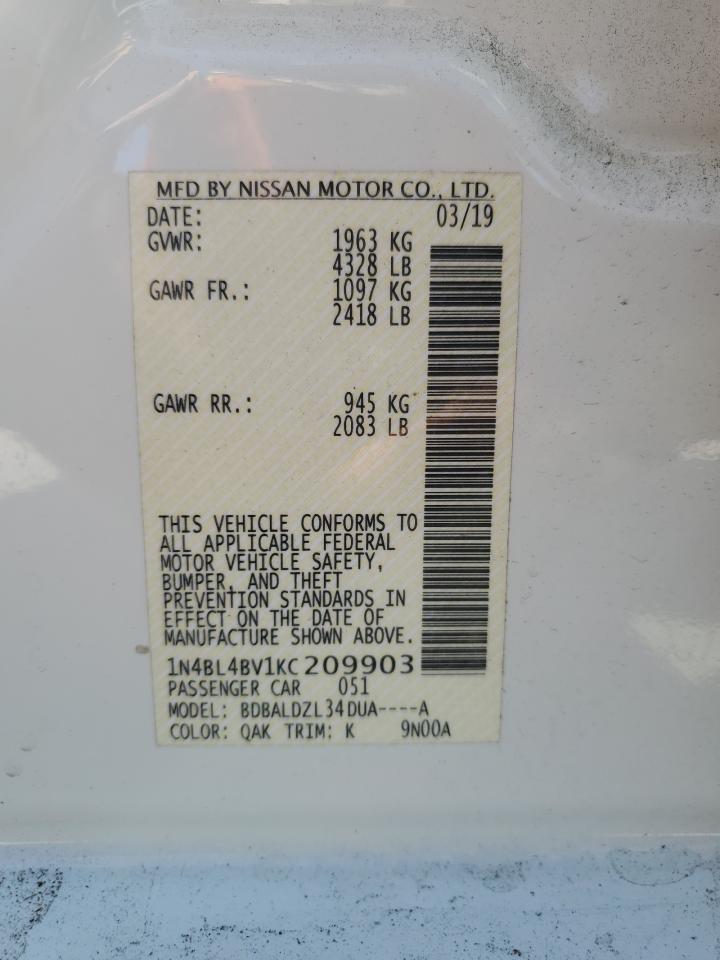 MFD BY NISSAN MOTOR CO., LTD.
DATE: 03/19
GVWR: 1963 KG
4328 LB
GAWR FR.: 1097 KG
2418 LB
GAWR RR.: 945 KG
2083 LB
THIS VEHICLE CONFORMS TO
ALL APPLICABLE FEDERAL
MOTOR VEHICLE SAFETY,
BUMPER, AND THEFT
PREVENTION STANDARDS IN
EFFECT ON THE DATE OF
MANUFACTURE SHOWN ABOVE.
1N4BL4BV1KC209903
PASSENGER CAR 051
MODEL: BDBALDZL34DUA----A
COLOR: QAK TRIM: K 9N00A